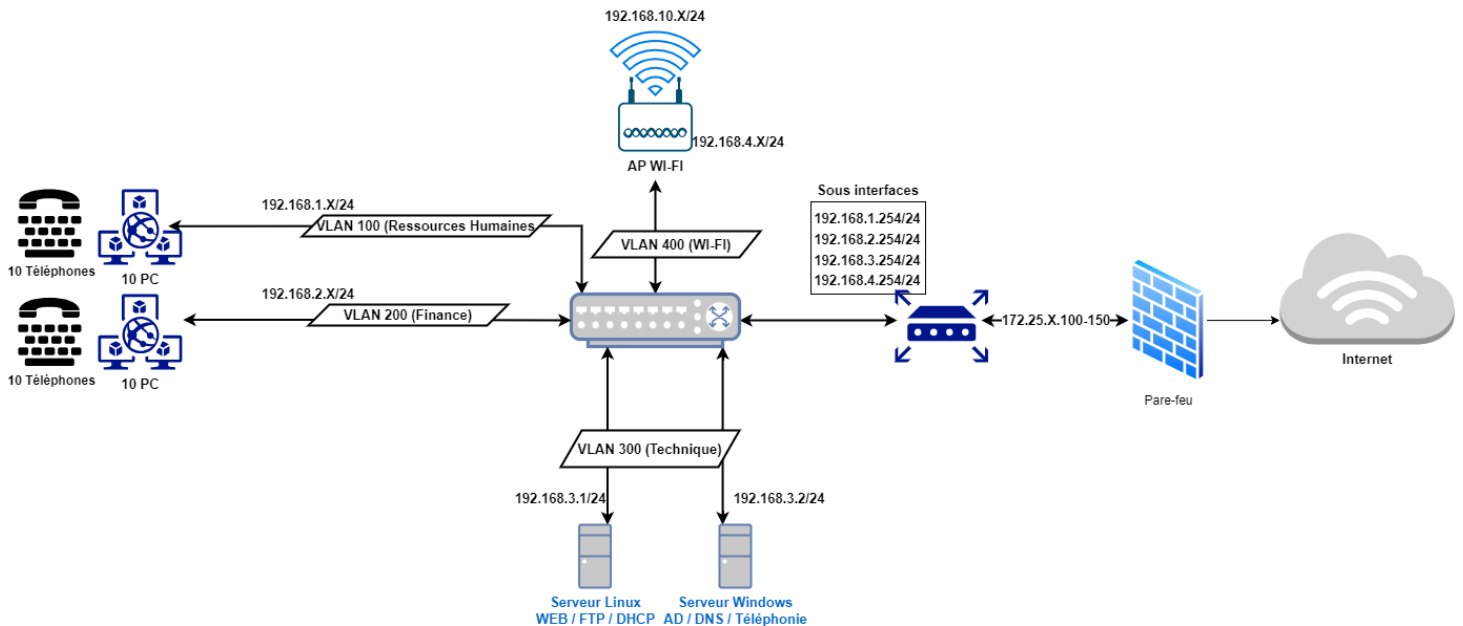 192.168.10.X/24
192.168.4.X/24
AP WI-FI
Sous interfaces
192.168.1.254/24
192.168.2.254/24
192.168.3.254/24
192.168.4.254/24
192.168.1.X/24
VLAN 100 (Ressources Humaines
VLAN 400 (WI-FI)
10 Téléphones
10 PC
192.168.2.X/24
VLAN 200 (Finance)
10 Téléphones
10 PC
172.25.X.100-150
Internet
Pare-feu
VLAN 300 (Technique)
192.168.3.1/24
192.168.3.2/24
Serveur Linux
WEB / FTP / DHCP
Serveur Windows
AD / DNS / Téléphonie